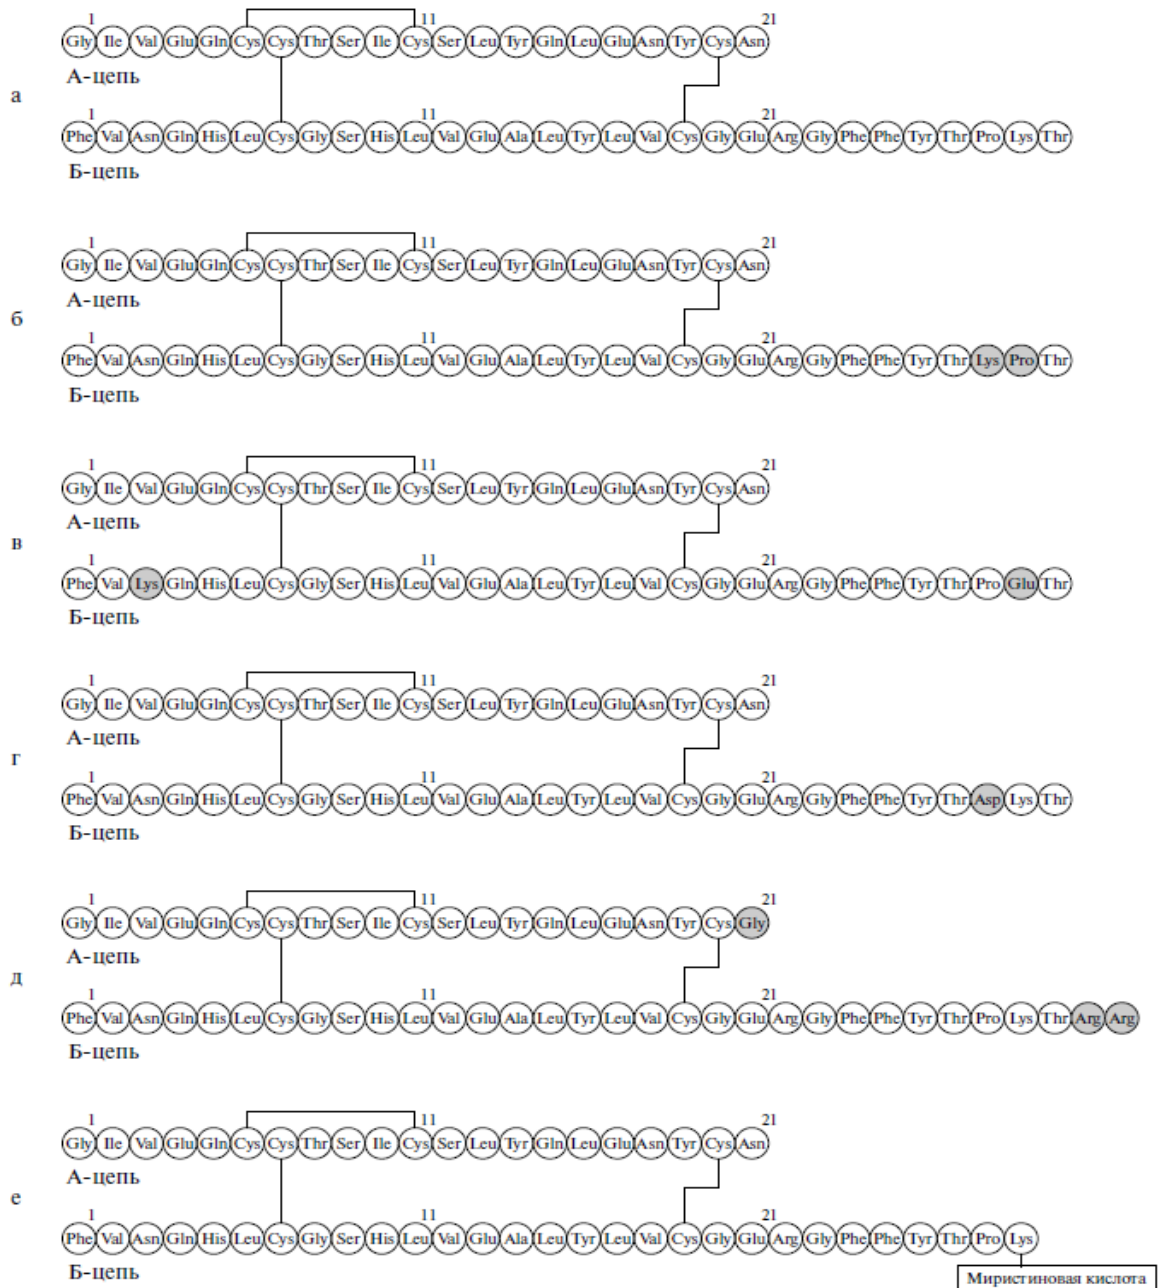 1 11 21
Gly Ile Val Glu Gln Cys Cys Thr Ser Ile Cys Ser Leu Tyr Gln Leu Glu Asn Tyr Cys Asn
А-цепь
а
1 11 21
Phe Val Asn Gln His Leu Cys Gly Ser His Leu Val Glu Ala Leu Tyr Leu Val Cys Gly Glu Arg Gly Phe Phe Tyr Thr Pro Lys Thr
Б-цепь
1 11 21
Gly Ile Val Glu Gln Cys Cys Thr Ser Ile Cys Ser Leu Tyr Gln Leu Glu Asn Tyr Cys Asn
А-цепь
б
1 11 21
Phe Val Asn Gln His Leu Cys Gly Ser His Leu Val Glu Ala Leu Tyr Leu Val Cys Gly Glu Arg Gly Phe Phe Tyr Thr Lys Pro Thr
Б-цепь
1 11 21
Gly Ile Val Glu Gln Cys Cys Thr Ser Ile Cys Ser Leu Tyr Gln Leu Glu Asn Tyr Cys Asn
А-цепь
в
1 11 21
Phe Val Lys Gln His Leu Cys Gly Ser His Leu Val Glu Ala Leu Tyr Leu Val Cys Gly Glu Arg Gly Phe Phe Tyr Thr Pro Glu Thr
Б-цепь
1 11 21
Gly Ile Val Glu Gln Cys Cys Thr Ser Ile Cys Ser Leu Tyr Gln Leu Glu Asn Tyr Cys Asn
А-цепь
г
1 11 21
Phe Val Asn Gln His Leu Cys Gly Ser His Leu Val Glu Ala Leu Tyr Leu Val Cys Gly Glu Arg Gly Phe Phe Tyr Thr Asp Lys Thr
Б-цепь
1 11 21
Gly Ile Val Glu Gln Cys Cys Thr Ser Ile Cys Ser Leu Tyr Gln Leu Glu Asn Tyr Cys Gly
А-цепь
д
1 11 21
Phe Val Asn Gln His Leu Cys Gly Ser His Leu Val Glu Ala Leu Tyr Leu Val Cys Gly Glu Arg Gly Phe Phe Tyr Thr Pro Lys Thr Arg Arg
Б-цепь
1 11 21
Gly Ile Val Glu Gln Cys Cys Thr Ser Ile Cys Ser Leu Tyr Gln Leu Glu Asn Tyr Cys Asn
А-цепь
е
1 11 21
Phe Val Asn Gln His Leu Cys Gly Ser His Leu Val Glu Ala Leu Tyr Leu Val Cys Gly Glu Arg Gly Phe Phe Tyr Thr Pro Lys
Б-цепь
Миристиновая кислота